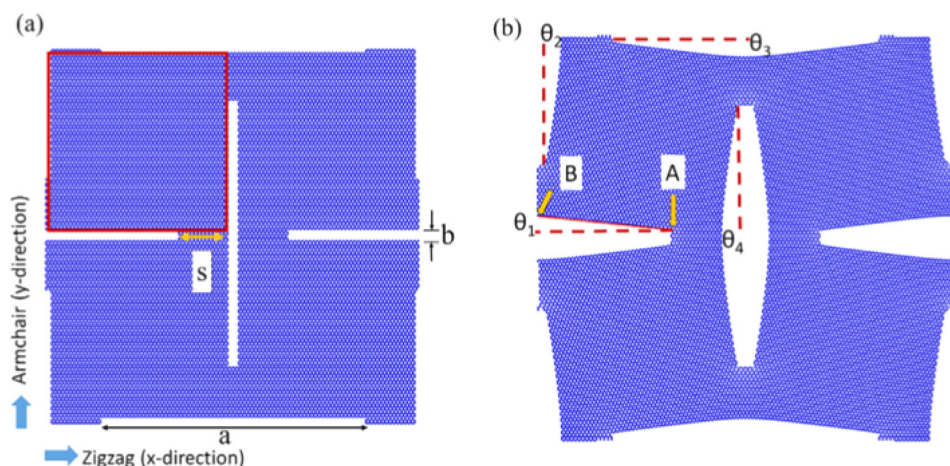 (a)
(b)
θ2
θ3
B
A
θ1
θ4
b
s
a
Armchair (y-direction)
Zigzag (x-direction)